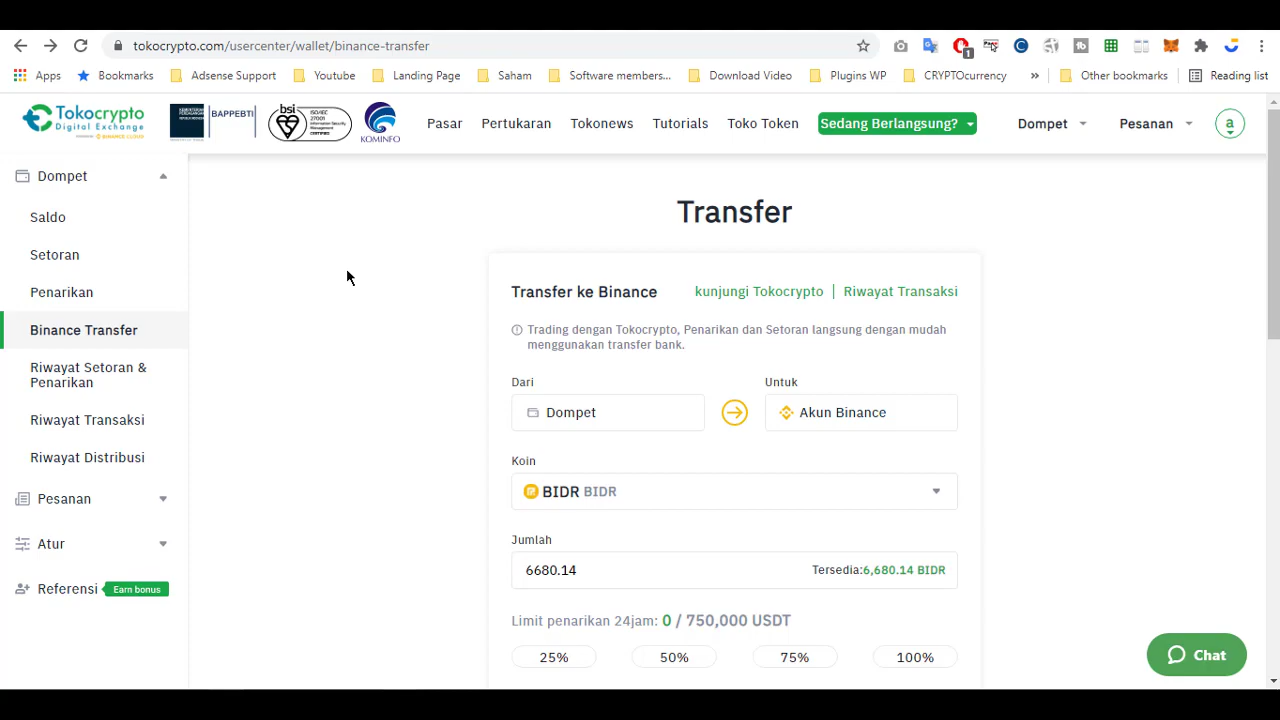 tokocrypto.com/usercenter/wallet/binance-transfer
1
Apps
Bookmarks
Adsense Support
Youtube
Landing Page
Saham
Software members...
Download Video
Plugins WP
CRYPTOcurrency
»
Other bookmarks
Reading list
Tokocrypto
Digital Exchange
BAPPEBTI
bsi
ISO/IEC
27001
KOMINFO
Pasar
Pertukaran
Tokonews
Tutorials
Toko Token
Sedang Berlangsung?
Dompet
Pesanan
a
Dompet
Saldo
Setoran
Penarikan
Binance Transfer
Riwayat Setoran &
Penarikan
Riwayat Transaksi
Riwayat Distribusi
Pesanan
Atur
Referensi
Earn bonus
Transfer
Transfer ke Binance
kunjungi Tokocrypto | Riwayat Transaksi
Trading dengan Tokocrypto, Penarikan dan Setoran langsung dengan mudah
menggunakan transfer bank.
Dari
Untuk
Dompet
Akun Binance
Koin
BIDR BIDR
Jumlah
6680.14
Tersedia:6,680.14 BIDR
Limit penarikan 24jam: 0 / 750,000 USDT
25%
50%
75%
100%
Chat